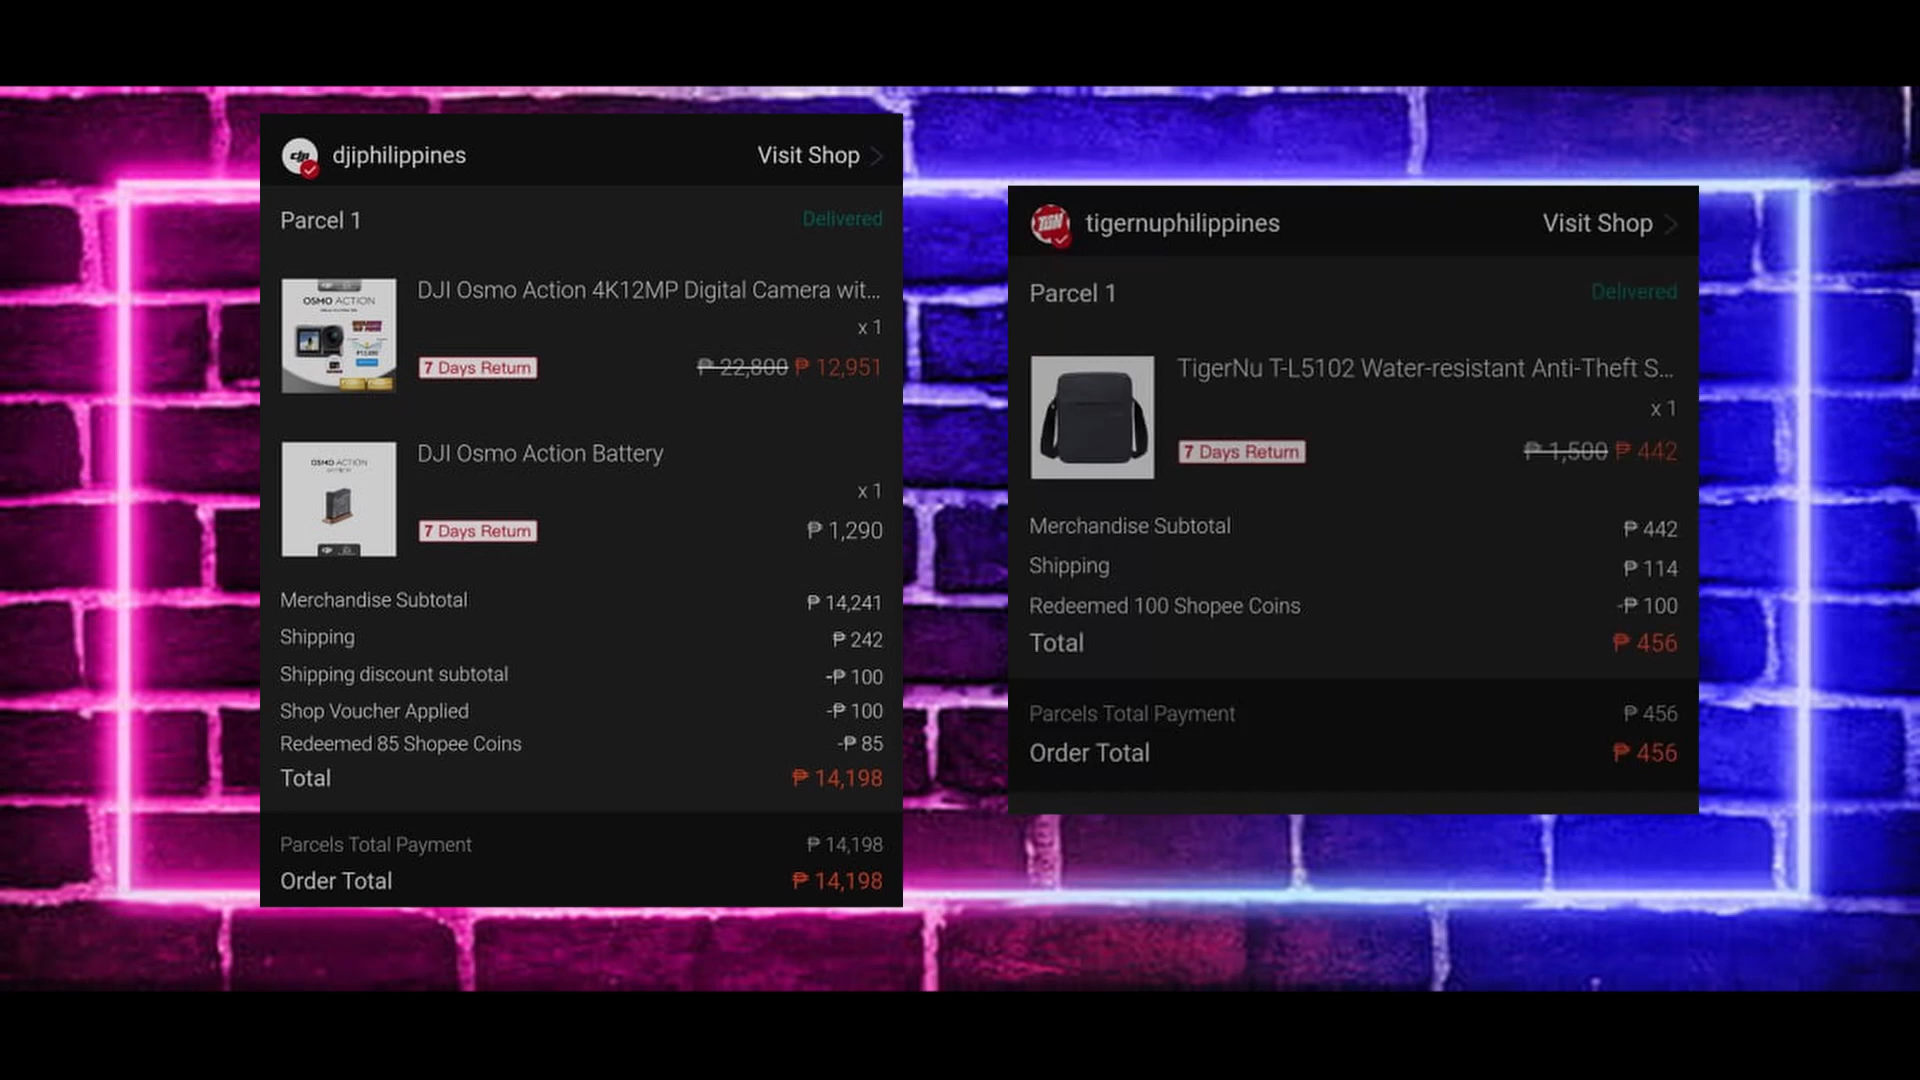 djiphilippines
Visit Shop
Parcel 1
Delivered
OSMO ACTION
DJI Osmo Action 4K12MP Digital Camera wit...
x 1
7 Days Return
₱ 22,800 ₱ 12,951
OSMO ACTION
DJI Osmo Action Battery
x 1
7 Days Return
₱ 1,290
Merchandise Subtotal
₱ 14,241
Shipping
₱ 242
Shipping discount subtotal
-₱ 100
Shop Voucher Applied
-₱ 100
Redeemed 85 Shopee Coins
-₱ 85
Total
₱ 14,198
Parcels Total Payment
₱ 14,198
Order Total
₱ 14,198
TIGN
tigernuphilippines
Visit Shop
Parcel 1
Delivered
TigerNu T-L5102 Water-resistant Anti-Theft S...
x 1
7 Days Return
₱ 1,500 ₱ 442
Merchandise Subtotal
₱ 442
Shipping
₱ 114
Redeemed 100 Shopee Coins
-₱ 100
Total
₱ 456
Parcels Total Payment
₱ 456
Order Total
₱ 456